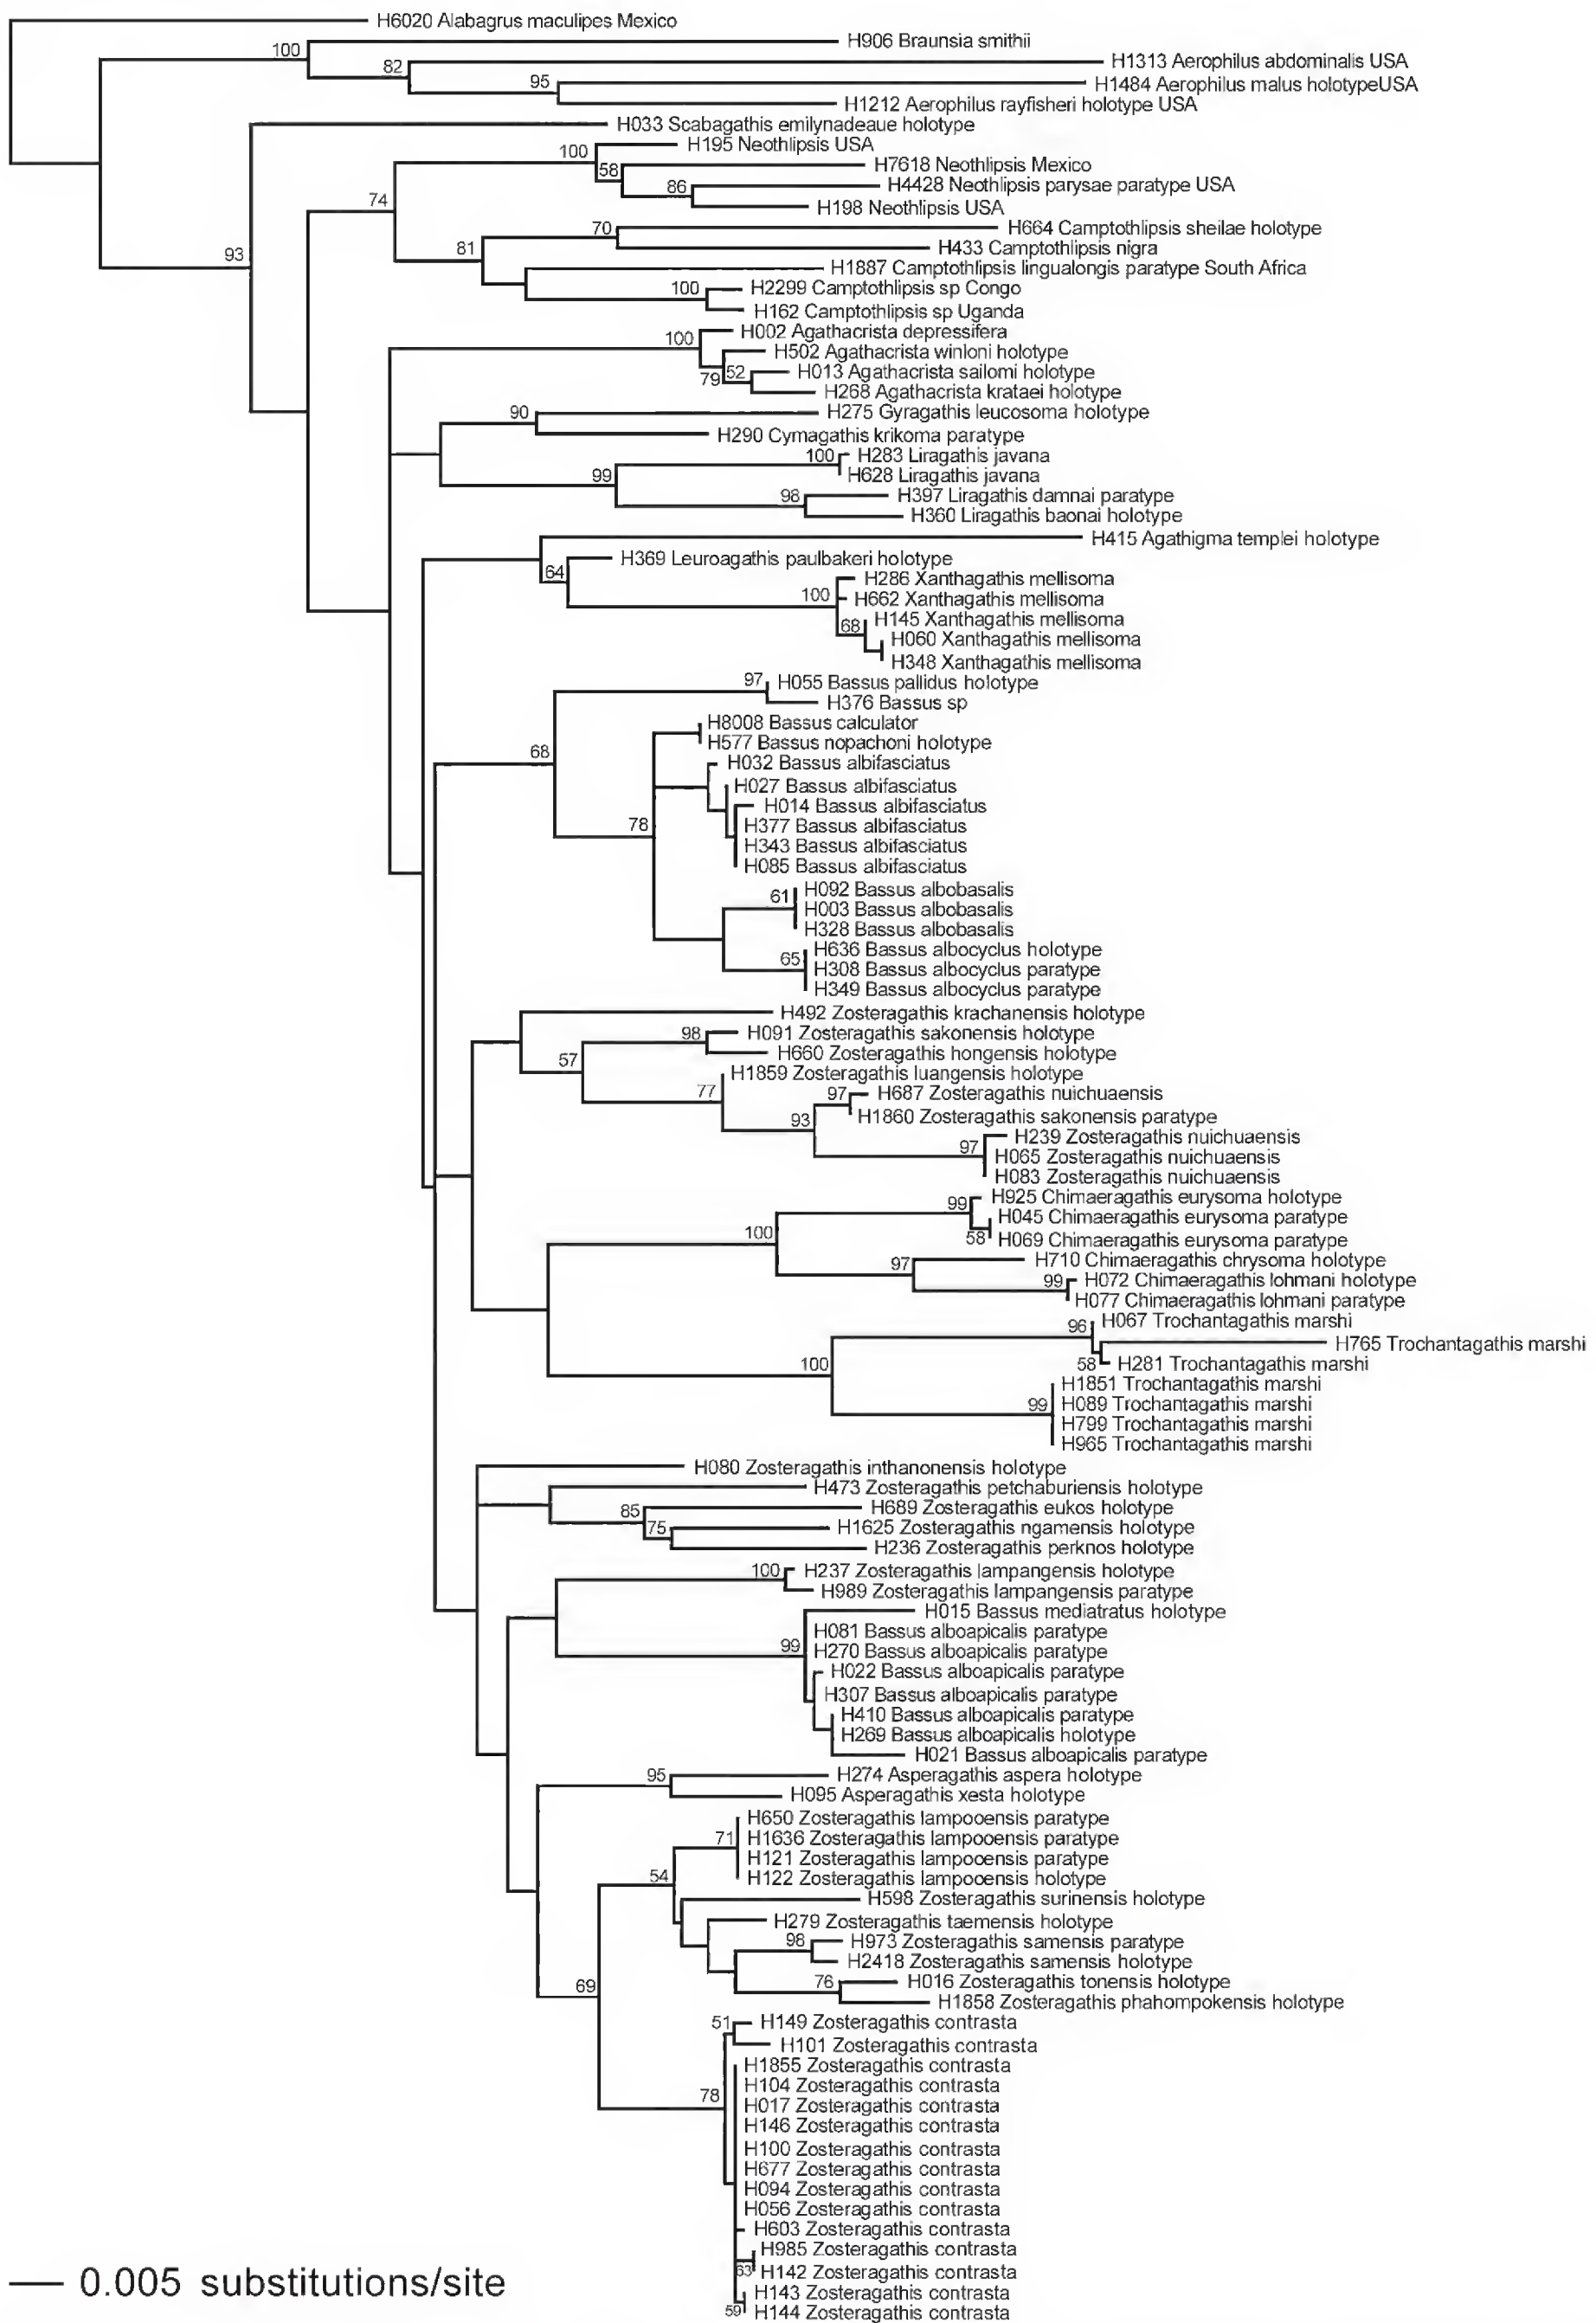 H6020 Alabagrus maculipes Mexico
100
H906 Braunsia smithii
82
H1313 Aerophilus abdominalis USA
95
H1484 Aerophilus malus holotypeUSA
H1212 Aerophilus rayfisheri holotype USA
93
H033 Scabagathis emilynadeaue holotype
74
100
H195 Neothlipsis USA
58
H7618 Neothlipsis Mexico
86
H4428 Neothlipsis parysae paratype USA
H198 Neothlipsis USA
81
70
H664 Camptothlipsis sheilae holotype
H433 Camptothlipsis nigra
H1887 Camptothlipsis lingualongis paratype South Africa
100
H2299 Camptothlipsis sp Congo
H162 Camptothlipsis sp Uganda
100
H002 Agathacrista depressifera
79
H502 Agathacrista winloni holotype
52
H013 Agathacrista sailomi holotype
H268 Agathacrista krataei holotype
90
H275 Gyragathis leucosoma holotype
H290 Cymagathis krikoma paratype
99
100
H283 Liragathis javana
H628 Liragathis javana
98
H397 Liragathis damnai paratype
H360 Liragathis baonai holotype
H415 Agathigma templei holotype
64
H369 Leuroagathis paulbakeri holotype
100
H286 Xanthagathis mellisoma
H662 Xanthagathis mellisoma
68
H145 Xanthagathis mellisoma
H060 Xanthagathis mellisoma
H348 Xanthagathis mellisoma
68
97
H055 Bassus pallidus holotype
H376 Bassus sp
78
H8008 Bassus calculator
H577 Bassus nopachoni holotype
H032 Bassus albifasciatus
H027 Bassus albifasciatus
H014 Bassus albifasciatus
H377 Bassus albifasciatus
H343 Bassus albifasciatus
H085 Bassus albifasciatus
61
H092 Bassus albobasalis
H003 Bassus albobasalis
H328 Bassus albobasalis
65
H636 Bassus albocyclus holotype
H308 Bassus albocyclus paratype
H349 Bassus albocyclus paratype
H492 Zosteragathis krachanensis holotype
57
98
H091 Zosteragathis sakonensis holotype
H660 Zosteragathis hongensis holotype
77
H1859 Zosteragathis luangensis holotype
93
97
H687 Zosteragathis nuichuaensis
H1860 Zosteragathis sakonensis paratype
97
H239 Zosteragathis nuichuaensis
H065 Zosteragathis nuichuaensis
H083 Zosteragathis nuichuaensis
100
99
H925 Chimaeragathis eurysoma holotype
58
H045 Chimaeragathis eurysoma paratype
H069 Chimaeragathis eurysoma paratype
97
H710 Chimaeragathis chrysoma holotype
99
H072 Chimaeragathis lohmani holotype
H077 Chimaeragathis lohmani paratype
100
96
H067 Trochantagathis marshi
58
H765 Trochantagathis marshi
H281 Trochantagathis marshi
99
H1851 Trochantagathis marshi
H089 Trochantagathis marshi
H799 Trochantagathis marshi
H965 Trochantagathis marshi
H080 Zosteragathis inthanonensis holotype
H473 Zosteragathis petchaburiensis holotype
85
H689 Zosteragathis eukos holotype
75
H1625 Zosteragathis ngamensis holotype
H236 Zosteragathis perknos holotype
100
H237 Zosteragathis lampangensis holotype
H989 Zosteragathis lampangensis paratype
99
H015 Bassus mediatratus holotype
H081 Bassus alboapicalis paratype
H270 Bassus alboapicalis paratype
H022 Bassus alboapicalis paratype
H307 Bassus alboapicalis paratype
H410 Bassus alboapicalis paratype
H269 Bassus alboapicalis holotype
H021 Bassus alboapicalis paratype
95
H274 Asperagathis aspera holotype
H095 Asperagathis xesta holotype
69
54
71
H650 Zosteragathis lampooensis paratype
H1636 Zosteragathis lampooensis paratype
H121 Zosteragathis lampooensis paratype
H122 Zosteragathis lampooensis holotype
H598 Zosteragathis surinensis holotype
H279 Zosteragathis taemensis holotype
98
H973 Zosteragathis samensis paratype
H2418 Zosteragathis samensis holotype
76
H016 Zosteragathis tonensis holotype
H1858 Zosteragathis phahompokensis holotype
78
51
H149 Zosteragathis contrasta
H101 Zosteragathis contrasta
H1855 Zosteragathis contrasta
H104 Zosteragathis contrasta
H017 Zosteragathis contrasta
H146 Zosteragathis contrasta
H100 Zosteragathis contrasta
H677 Zosteragathis contrasta
H094 Zosteragathis contrasta
H056 Zosteragathis contrasta
H603 Zosteragathis contrasta
63
H985 Zosteragathis contrasta
H142 Zosteragathis contrasta
59
H143 Zosteragathis contrasta
H144 Zosteragathis contrasta
0.005 substitutions/site